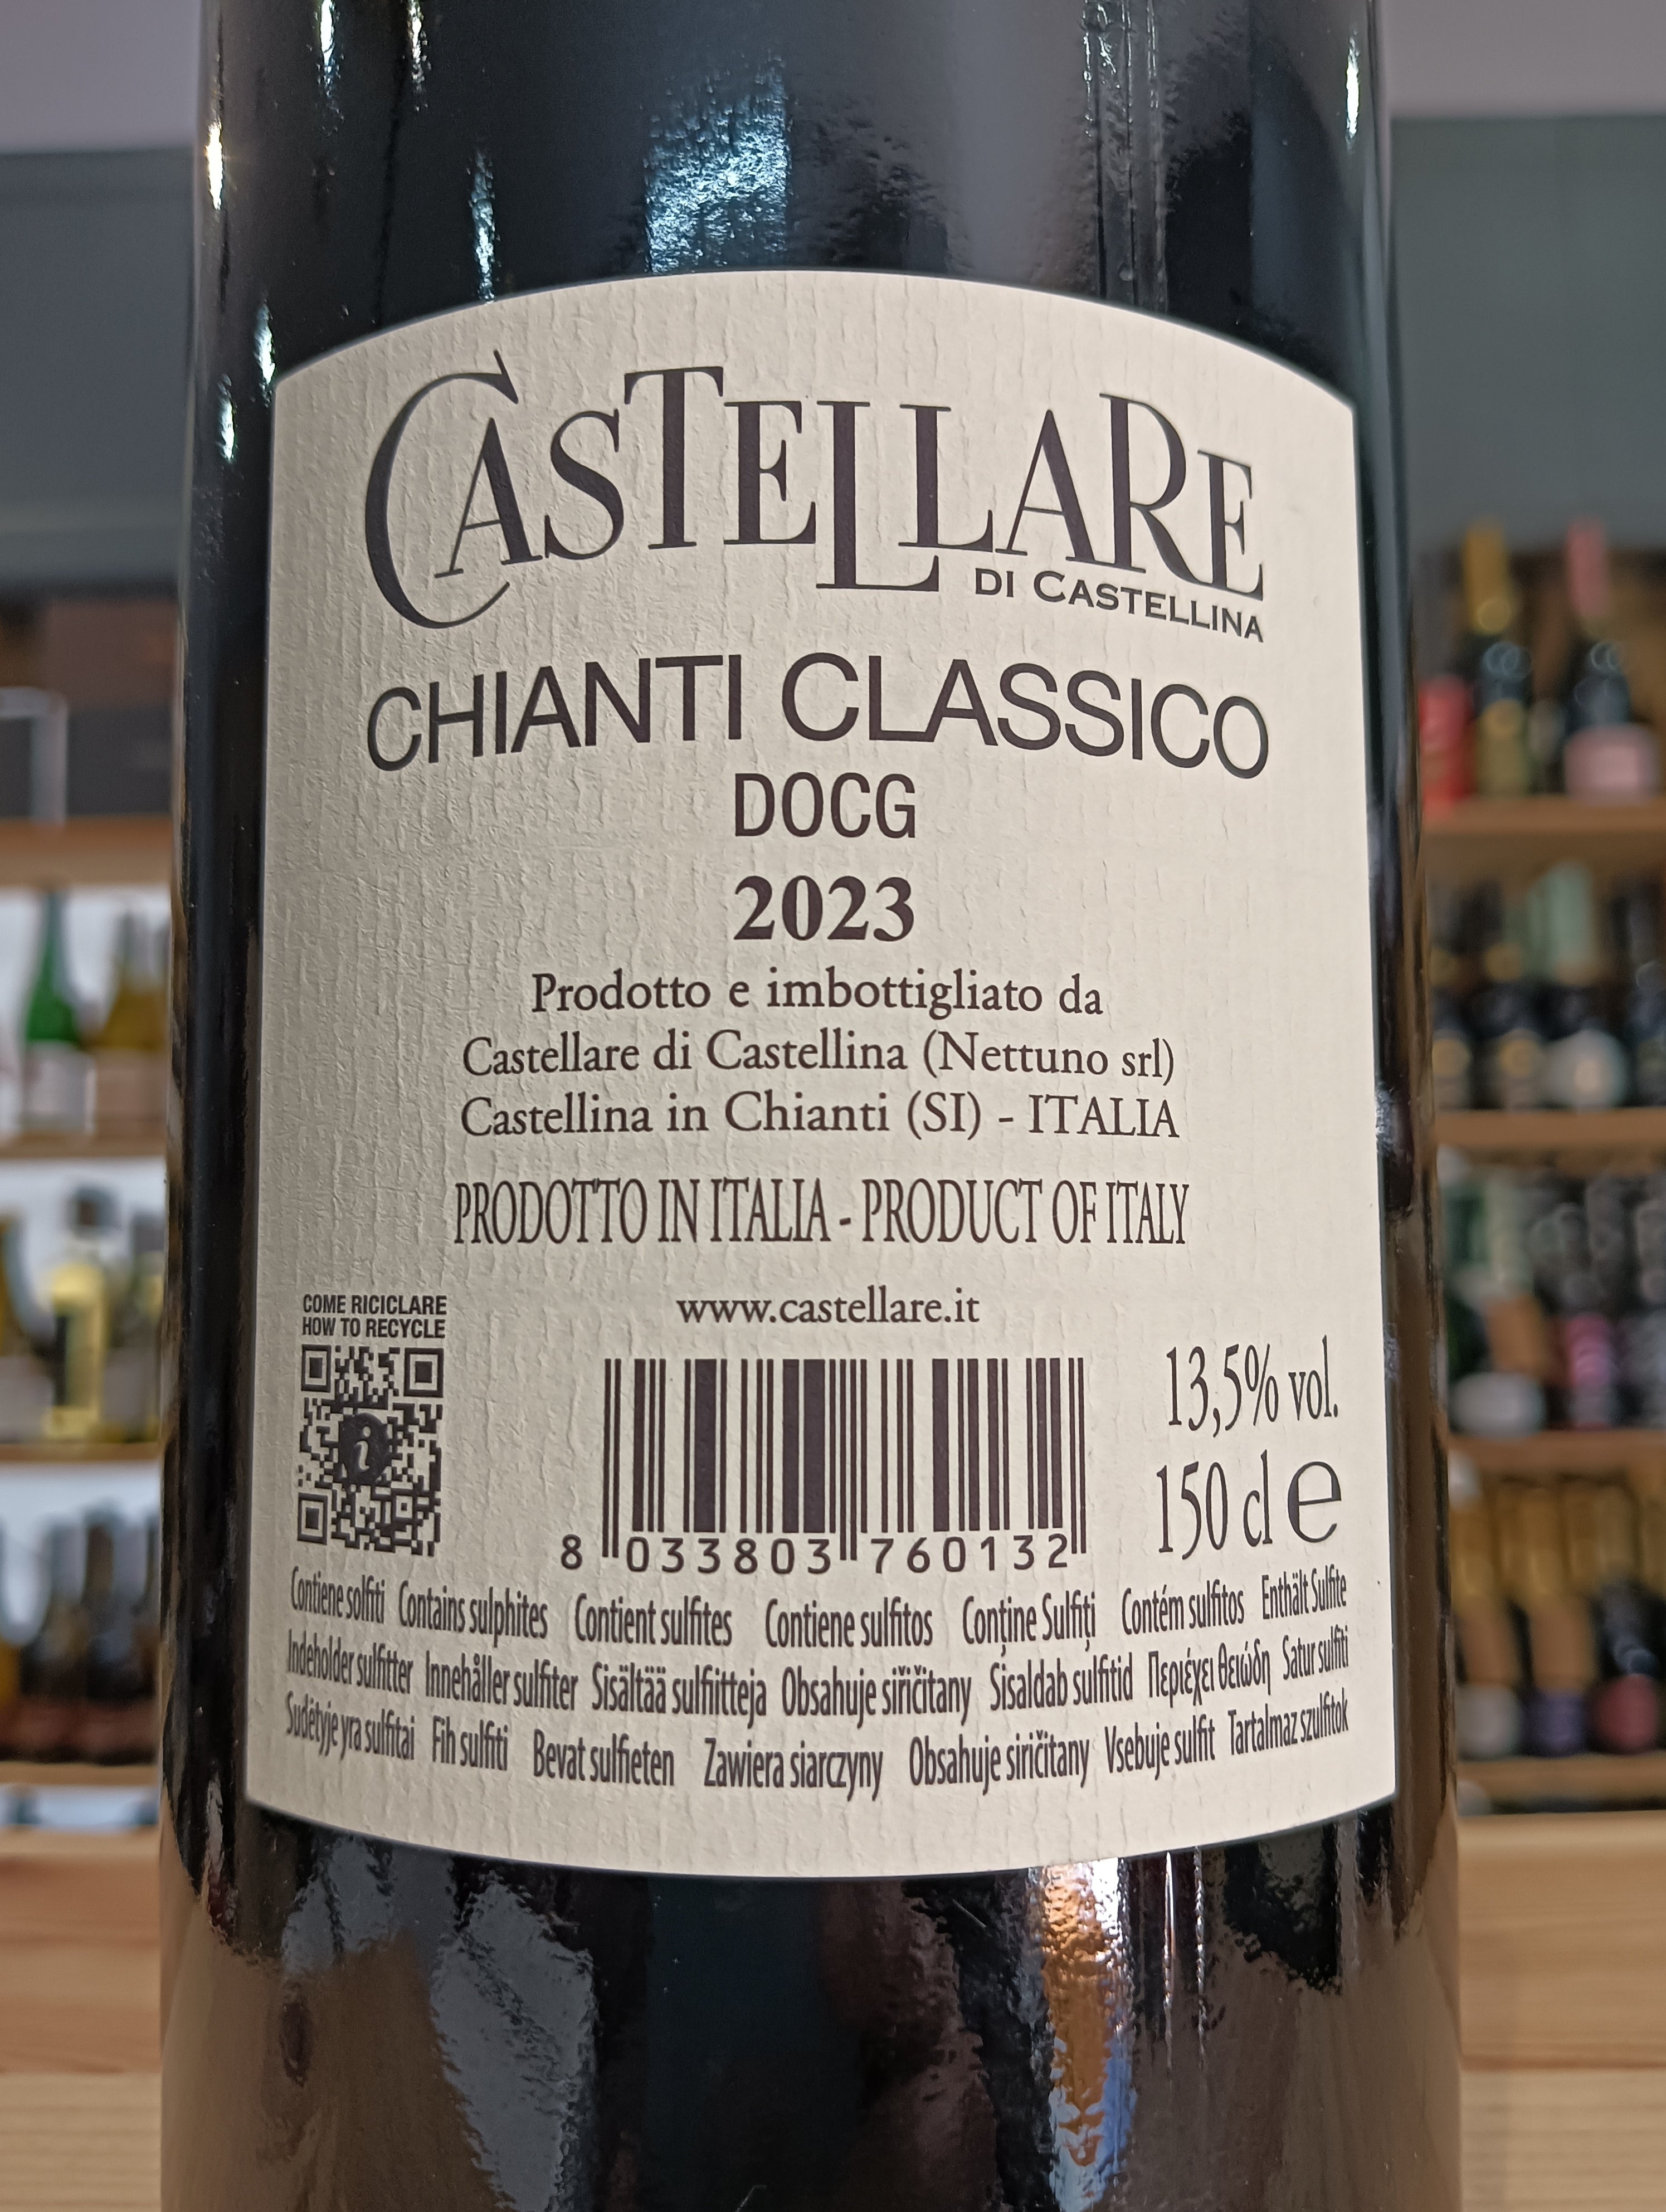 CASTELLARE
DI CASTELLINA
CHIANTI CLASSICO
DOCG
2023
Prodotto e imbottigliato da
Castellare di Castellina (Nettuno srl)
Castellina in Chianti (SI) - ITALIA
PRODOTTO IN ITALIA - PRODUCT OF ITALY
www.castellare.it
COME RICICLARE
HOW TO RECYCLE
i
13,5% vol.
150 cl e
8 033803 760132
Contiene solfiti Contains sulphites Contient sulfites Contiene sulfitos Conţine Sulfiţi Contém sulfitos Enthält Sulfite
Indeholder sulfitter Innehåller sulfiter Sisältää sulfiitteja Obsahuje siřičitany Sisaldab sulfitid Περιέχει θειώδη Satur sulfiti
Sudėtyje yra sulfitai Fih sulfiti Bevat sulfieten Zawiera siarczyny Obsahuje siričitany Vsebuje sulfit Tartalmaz szulfitok